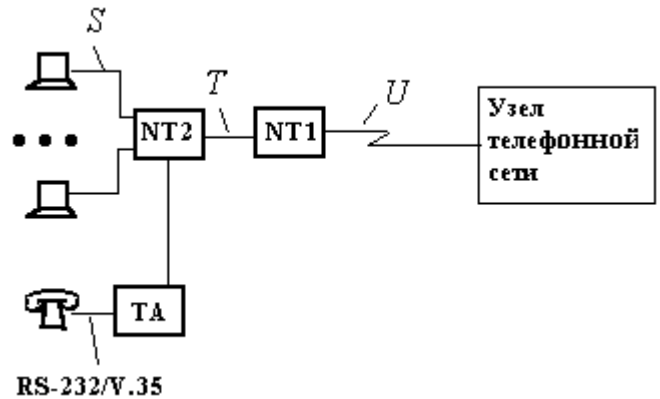 S
T
U
NT2
NT1
Узел
телефонной
сети
TA
RS-232/V.35